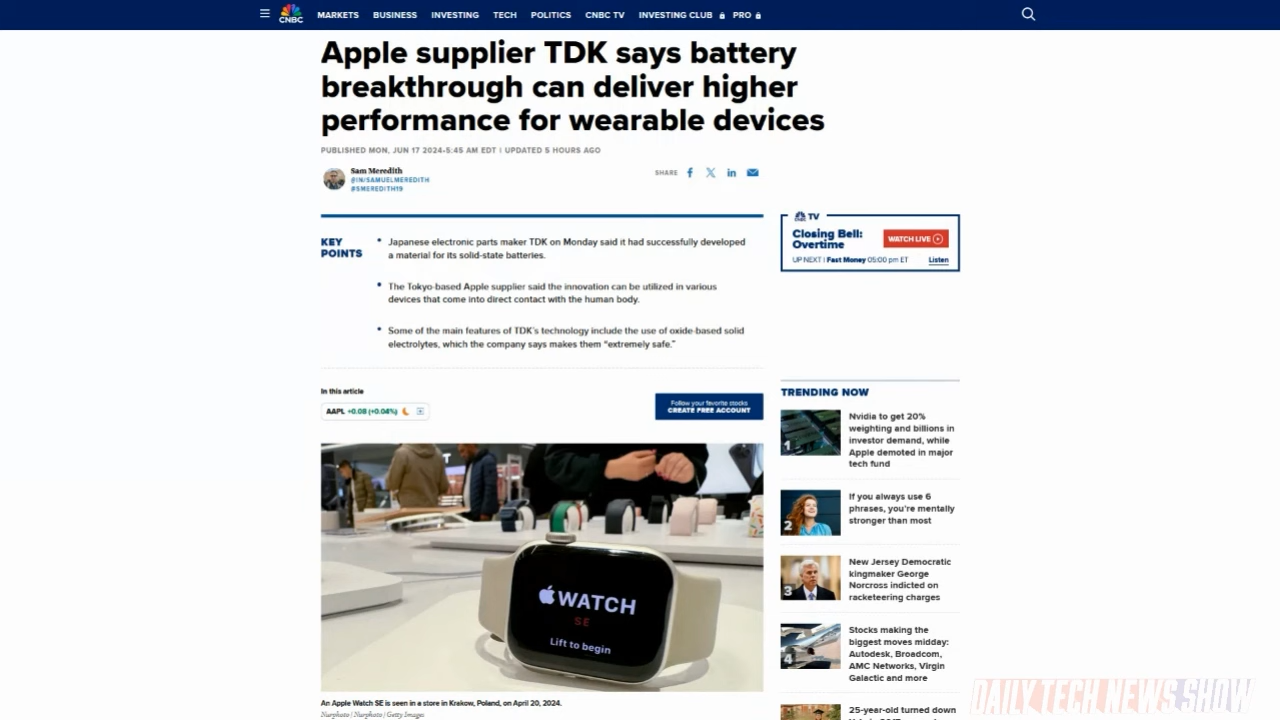 CNBC
MARKETS BUSINESS INVESTING TECH POLITICS CNBC TV INVESTING CLUB PRO
Apple supplier TDK says battery
breakthrough can deliver higher
performance for wearable devices
PUBLISHED MON, JUN 17 2024-5:45 AM EDT | UPDATED 5 HOURS AGO
Sam Meredith
@IN/SAMUELMEREDITH
@SMEREDITH19
SHARE
KEY
POINTS
• Japanese electronic parts maker TDK on Monday said it had successfully developed
a material for its solid-state batteries.
• The Tokyo-based Apple supplier said the innovation can be utilized in various
devices that come into direct contact with the human body.
• Some of the main features of TDK's technology include the use of oxide-based solid
electrolytes, which the company says makes them "extremely safe."
In this article
AAPL +0.08 (+0.04%)
Follow your favorite stocks
CREATE FREE ACCOUNT
WATCH
SE
Lift to begin
An Apple Watch SE is seen in a store in Krakow, Poland, on April 20, 2024.
Nurphoto | Nurphoto | Getty Images
TV
Closing Bell:
Overtime
WATCH LIVE
UP NEXT | Fast Money 05:00 pm ET
Listen
TRENDING NOW
1
Nvidia to get 20%
weighting and billions in
investor demand, while
Apple demoted in major
tech fund
2
If you always use 6
phrases, you're mentally
stronger than most
3
New Jersey Democratic
kingmaker George
Norcross indicted on
racketeering charges
4
Stocks making the
biggest moves midday:
Autodesk, Broadcom,
AMC Networks, Virgin
Galactic and more
25-year-old turned down
DAILY TECH NEWS SHOW